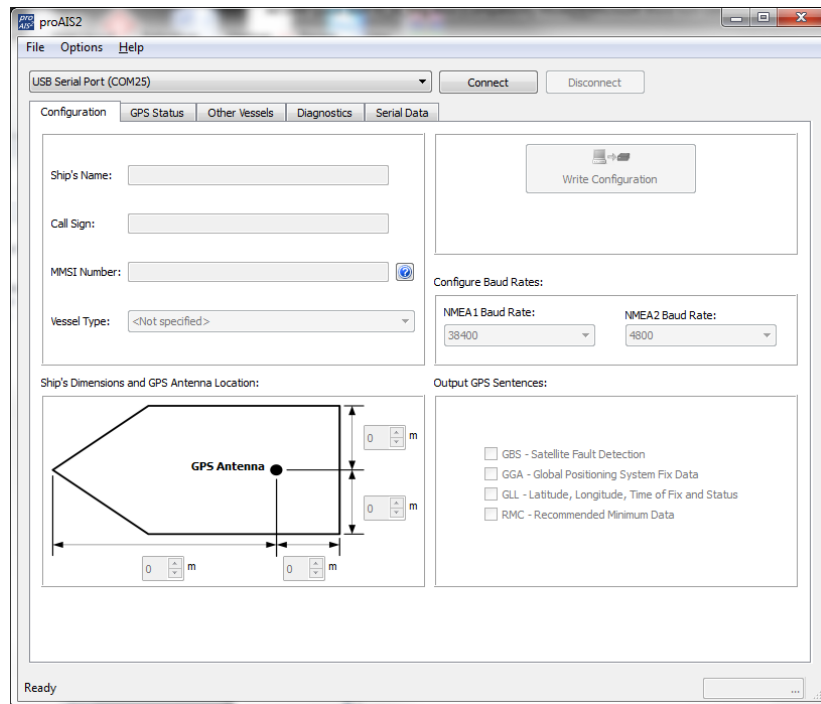 pro AIS2 proAIS2
File Options Help
USB Serial Port (COM25) Connect Disconnect
Configuration GPS Status Other Vessels Diagnostics Serial Data
Ship's Name:
Write Configuration
Call Sign:
MMSI Number: ?
Configure Baud Rates:
Vessel Type: <Not specified>
NMEA1 Baud Rate: NMEA2 Baud Rate:
38400 4800
Ship's Dimensions and GPS Antenna Location:
0 m
GPS Antenna
0 m
0 m 0 m
Output GPS Sentences:
GBS - Satellite Fault Detection
GGA - Global Positioning System Fix Data
GLL - Latitude, Longitude, Time of Fix and Status
RMC - Recommended Minimum Data
Ready ...